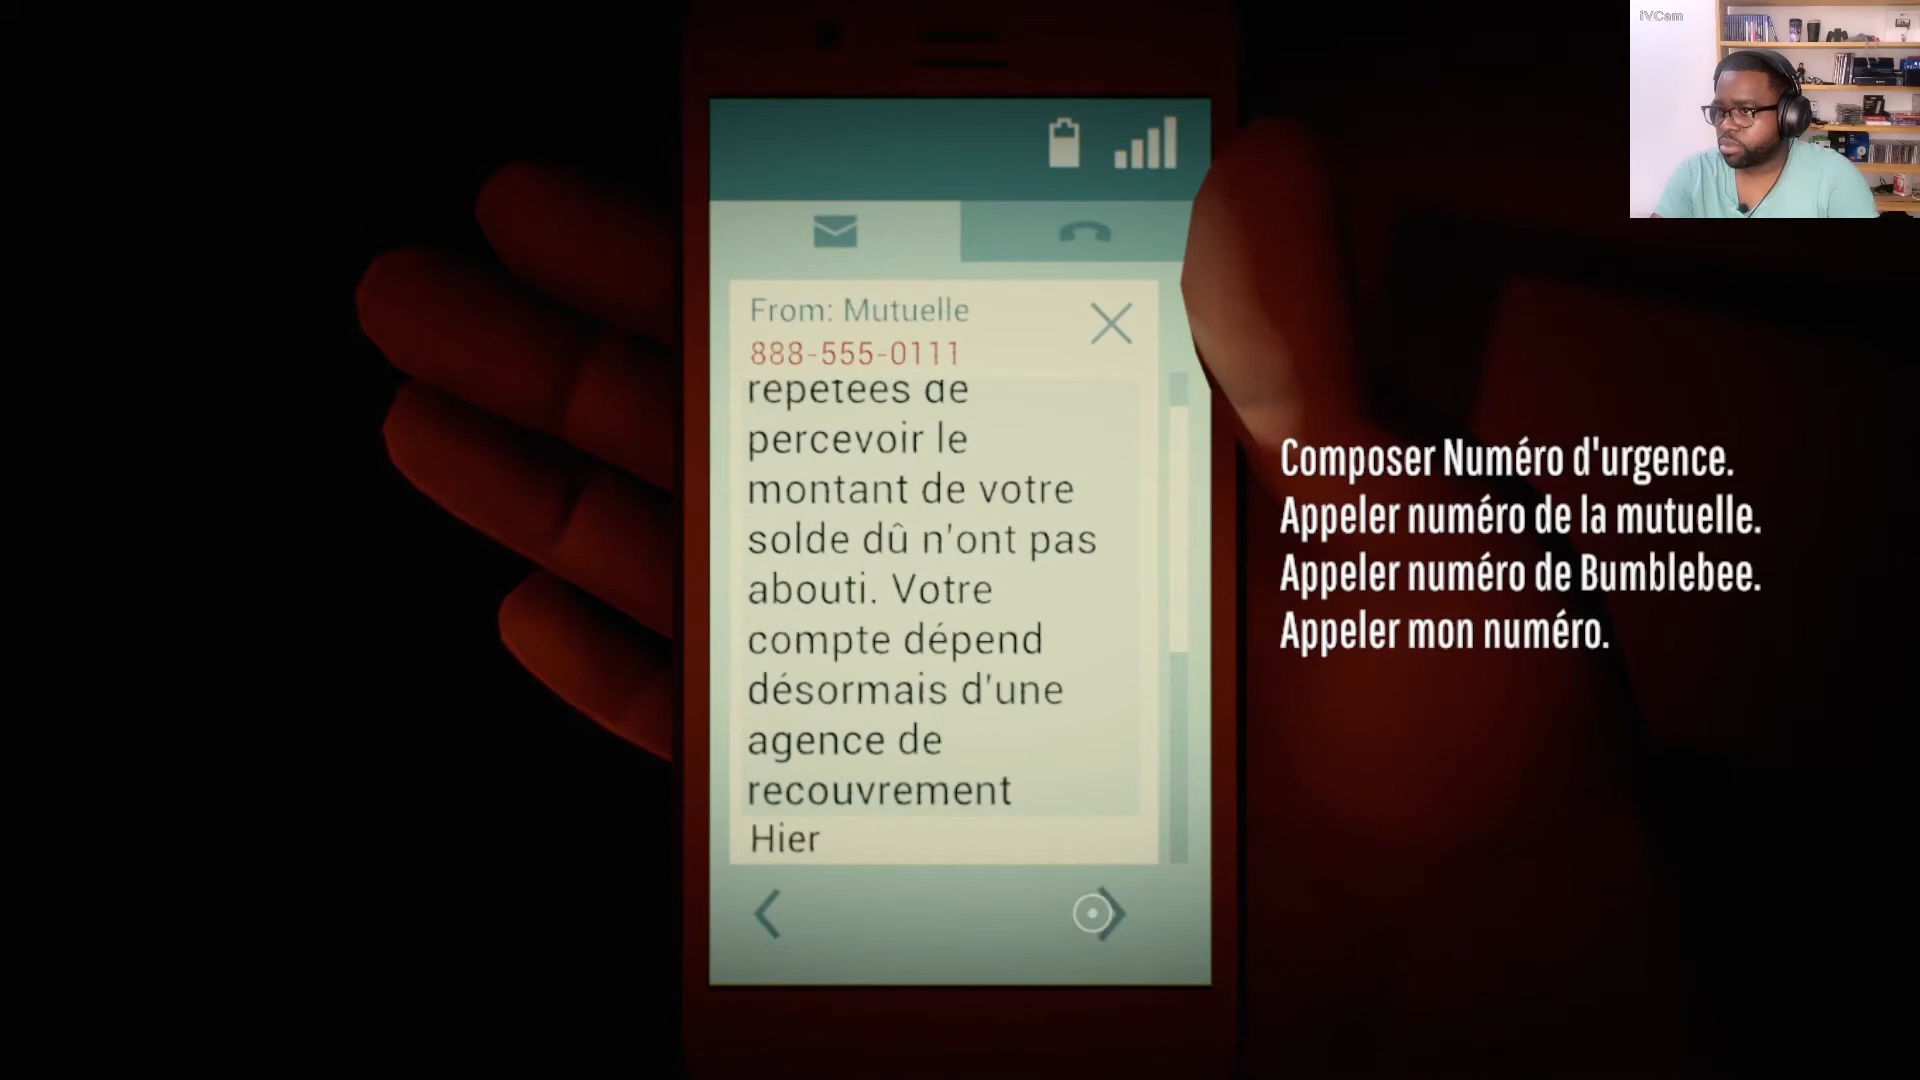 iVCam
From: Mutuelle
888-555-0111
répétées de
percevoir le
montant de votre
solde dû n'ont pas
abouti. Votre
compte dépend
désormais d'une
agence de
recouvrement
Hier
Composer Numéro d'urgence.
Appeler numéro de la mutuelle.
Appeler numéro de Bumblebee.
Appeler mon numéro.